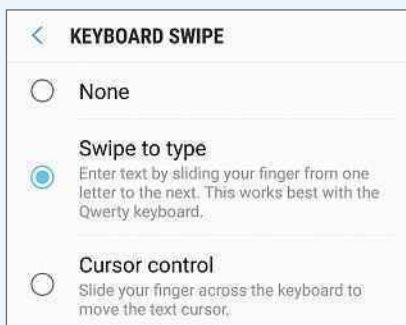 KEYBOARD SWIPE
None
Swipe to type
Enter text by sliding your finger from one
letter to the next. This works best with the
Qwerty keyboard.
Cursor control
Slide your finger across the keyboard to
move the text cursor.